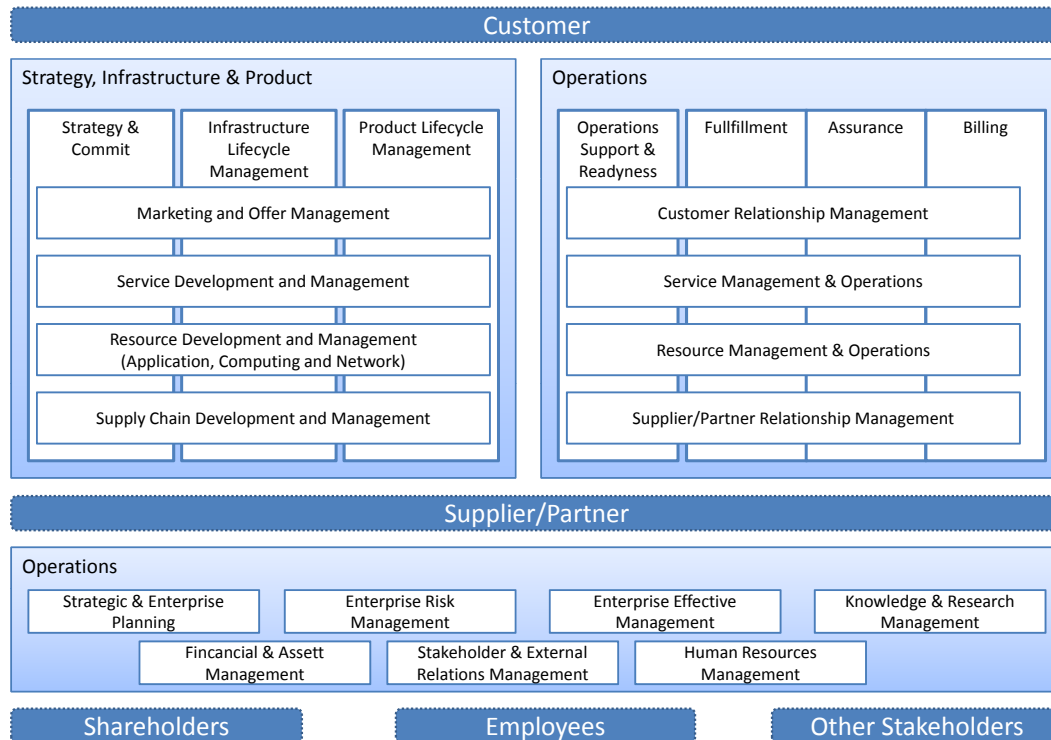 Customer
Strategy, Infrastructure & Product
Strategy &
Commit
Infrastructure
Lifecycle
Management
Product Lifecycle
Management
Marketing and Offer Management
Service Development and Management
Resource Development and Management
(Application, Computing and Network)
Supply Chain Development and Management
Operations
Operations
Support &
Readyness
Fullfillment
Assurance
Billing
Customer Relationship Management
Service Management & Operations
Resource Management & Operations
Supplier/Partner Relationship Management
Supplier/Partner
Operations
Strategic & Enterprise
Planning
Enterprise Risk
Management
Enterprise Effective
Management
Knowledge & Research
Management
Fincancial & Assett
Management
Stakeholder & External
Relations Management
Human Resources
Management
Shareholders
Employees
Other Stakeholders